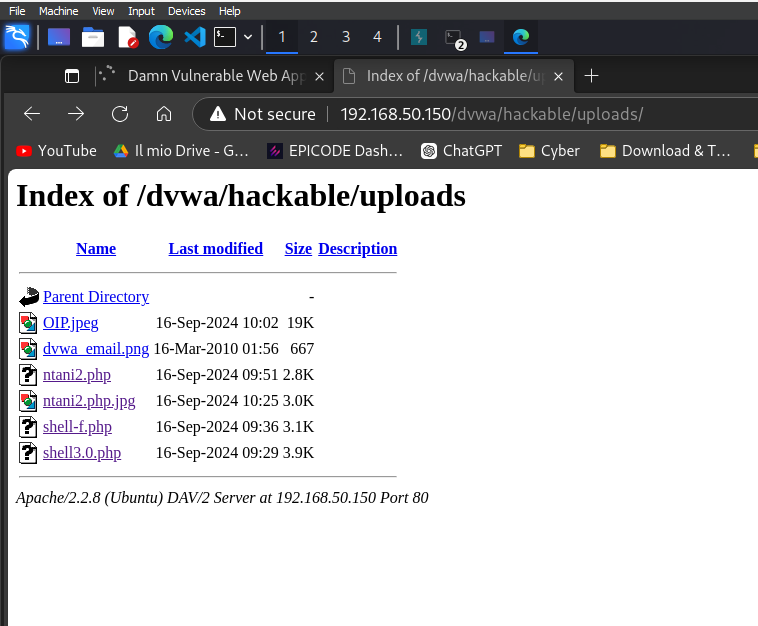 File Machine View Input Devices Help
1 2 3 4 2
Damn Vulnerable Web App Index of /dvwa/hackable/up
Not secure 192.168.50.150/dvwa/hackable/uploads/
YouTube Il mio Drive - G... EPICODE Dash... ChatGPT Cyber Download & T...
Index of /dvwa/hackable/uploads
Name Last modified Size Description
Parent Directory -
OIP.jpeg 16-Sep-2024 10:02 19K
dvwa_email.png 16-Mar-2010 01:56 667
ntani2.php 16-Sep-2024 09:51 2.8K
ntani2.php.jpg 16-Sep-2024 10:25 3.0K
shell-f.php 16-Sep-2024 09:36 3.1K
shell3.0.php 16-Sep-2024 09:29 3.9K
Apache/2.2.8 (Ubuntu) DAV/2 Server at 192.168.50.150 Port 80